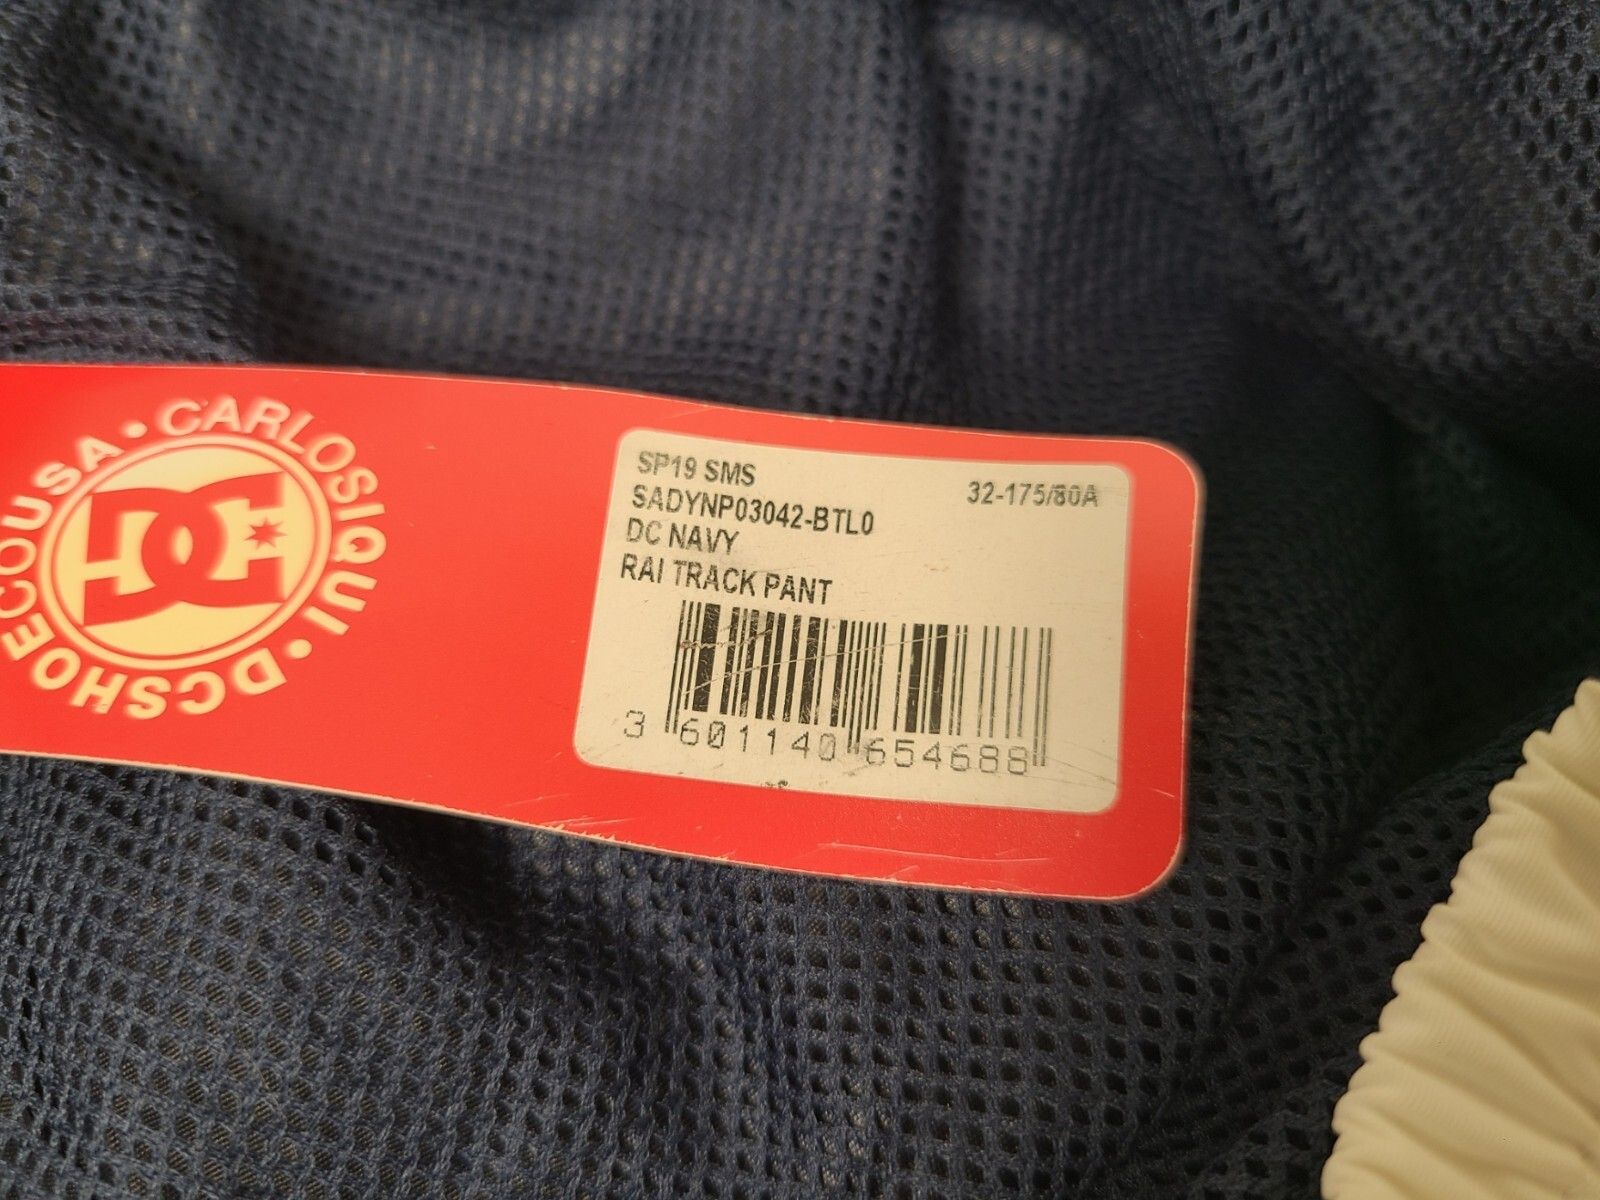 CARLOSIQUI • DCSHOECOUSA •
DC
SP19 SMS
32-175/80A
SADYNP03042-BTL0
DC NAVY
RAI TRACK PANT
3 601140 654688